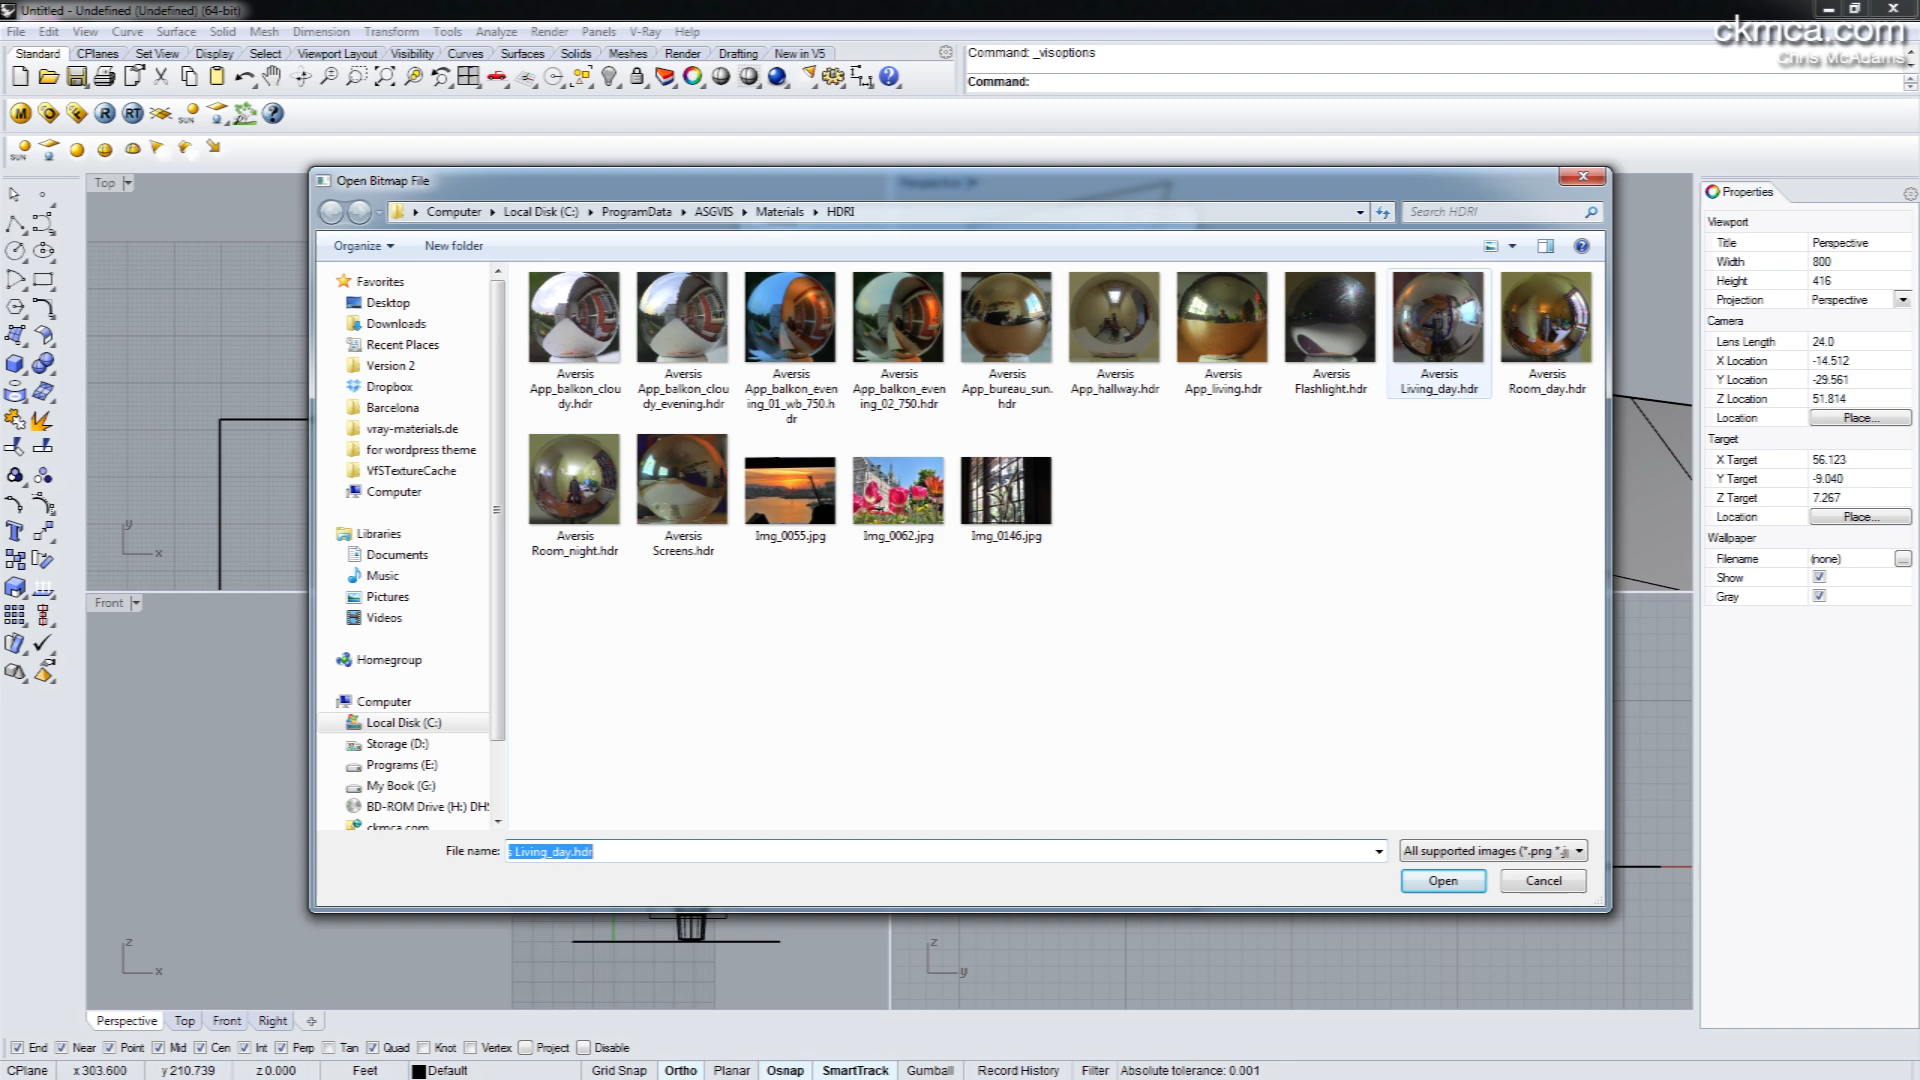 Untitled - Undefined (Undefined) (64-bit)
ckmca.com
Chris McAdams
File Edit View Curve Surface Solid Mesh Dimension Transform Tools Analyze Render Panels V-Ray Help
Standard CPlanes Set View Display Select Viewport Layout Visibility Curves Surfaces Solids Meshes Render Drafting New in V5
Command: _visoptions
Command:
M O F R RT SUN
SUN
Top
Open Bitmap File
Perspective
Computer Local Disk (C:) ProgramData ASGVIS Materials HDRI
Search HDRI
Organize New folder
Favorites
Desktop
Downloads
Recent Places
Version 2
Dropbox
Barcelona
vray-materials.de
for wordpress theme
VfSTextureCache
Computer
Libraries
Documents
Music
Pictures
Videos
Homegroup
Computer
Local Disk (C:)
Storage (D:)
Programs (E:)
My Book (G:)
BD-ROM Drive (H:) DH
ckmca.com
Aversis App_balkon_cloudy.hdr
Aversis App_balkon_cloudy_evening.hdr
Aversis App_balkon_evening_01_wb_750.hdr
Aversis App_balkon_evening_02_750.hdr
Aversis App_bureau_sun.hdr
Aversis App_hallway.hdr
Aversis App_living.hdr
Aversis Flashlight.hdr
Aversis Living_day.hdr
Aversis Room_day.hdr
Aversis Room_night.hdr
Aversis Screens.hdr
Img_0055.jpg
Img_0062.jpg
Img_0146.jpg
File name: s Living_day.hdr
All supported images (*.png *.j
Open Cancel
Properties
Viewport
Title Perspective
Width 800
Height 416
Projection Perspective
Camera
Lens Length 24.0
X Location -14.512
Y Location -29.561
Z Location 51.814
Location Place...
Target
X Target 56.123
Y Target -9.040
Z Target 7.267
Location Place...
Wallpaper
Filename (none) ...
Show
Gray
y
x
Front
z
x
z
y
Perspective Top Front Right
End Near Point Mid Cen Int Perp Tan Quad Knot Vertex Project Disable
CPlane x 303.600 y 210.739 z 0.000 Feet Default Grid Snap Ortho Planar Osnap SmartTrack Gumball Record History Filter Absolute tolerance: 0.001